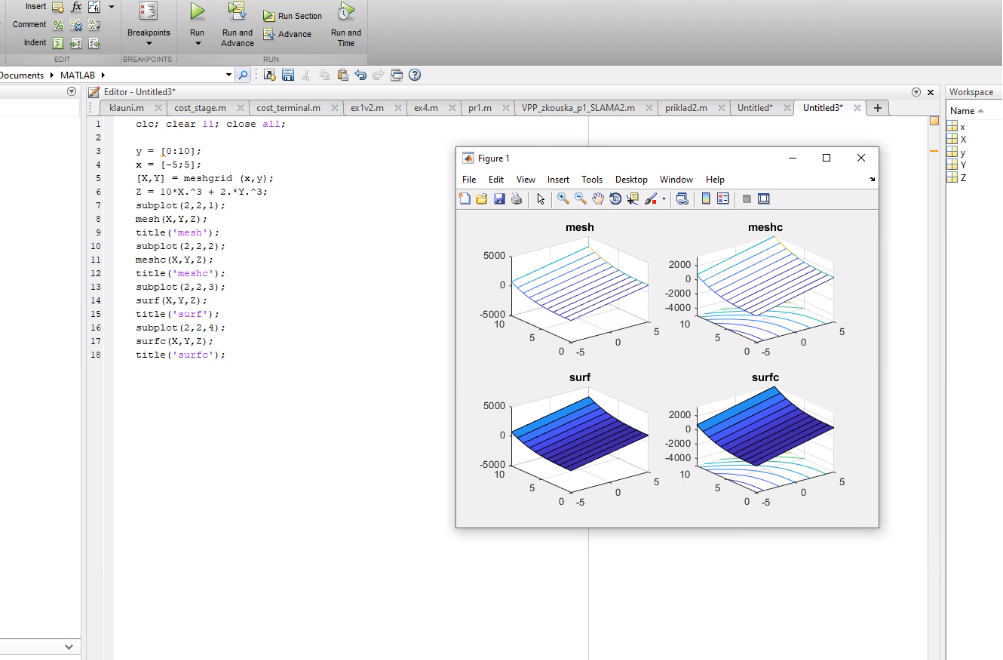 Insert fx
Comment
Indent
EDIT
Breakpoints
BREAKPOINTS
Run
Run and
Advance
Run Section
Advance
Run and
Time
RUN
Documents MATLAB
Editor - Untitled3*
klauni.m cost_stage.m cost_terminal.m ex1v2.m ex4.m pr1.m VPP_zkouska_p1_SLAMA2.m priklad2.m Untitled* Untitled3*
1 clc; clear ll; close all;
2
3 y = [0:10];
4 x = [-5;5];
5 [X,Y] = meshgrid (x,y);
6 Z = 10*X.^3 + 2.*Y.^3;
7 subplot(2,2,1);
8 mesh(X,Y,Z);
9 title('mesh');
10 subplot(2,2,2);
11 meshc(X,Y,Z);
12 title('meshc');
13 subplot(2,2,3);
14 surf(X,Y,Z);
15 title('surf');
16 subplot(2,2,4);
17 surfc(X,Y,Z);
18 title('surfc');
Figure 1
File Edit View Insert Tools Desktop Window Help
mesh
5000
0
-5000
10
5
0 -5
0
5
meshc
2000
0
-2000
-4000
10
5
0 -5
0
5
surf
5000
0
-5000
10
5
0 -5
0
5
surfc
2000
0
-2000
-4000
10
5
0 -5
0
5
Workspace
Name
x
X
y
Y
Z